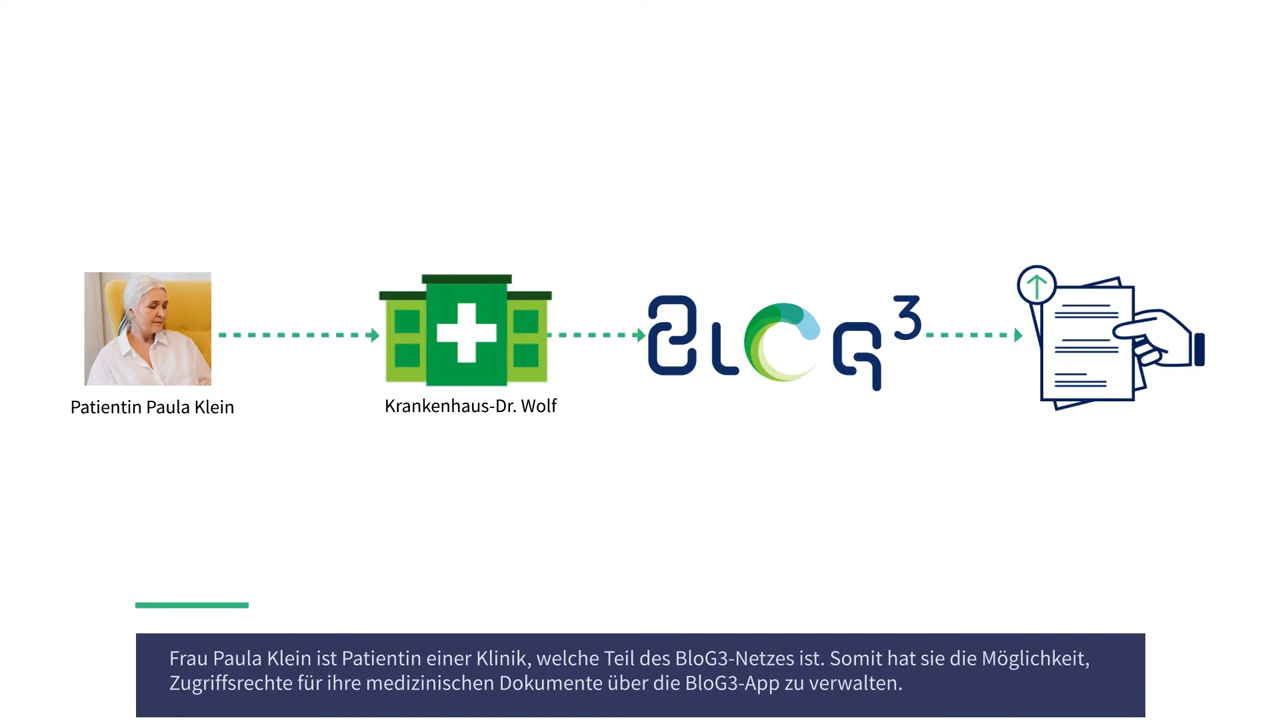 BloG3
Patientin Paula Klein
Krankenhaus-Dr. Wolf
Frau Paula Klein ist Patientin einer Klinik, welche Teil des BloG3-Netzes ist. Somit hat sie die Möglichkeit,
Zugriffsrechte für ihre medizinischen Dokumente über die BloG3-App zu verwalten.